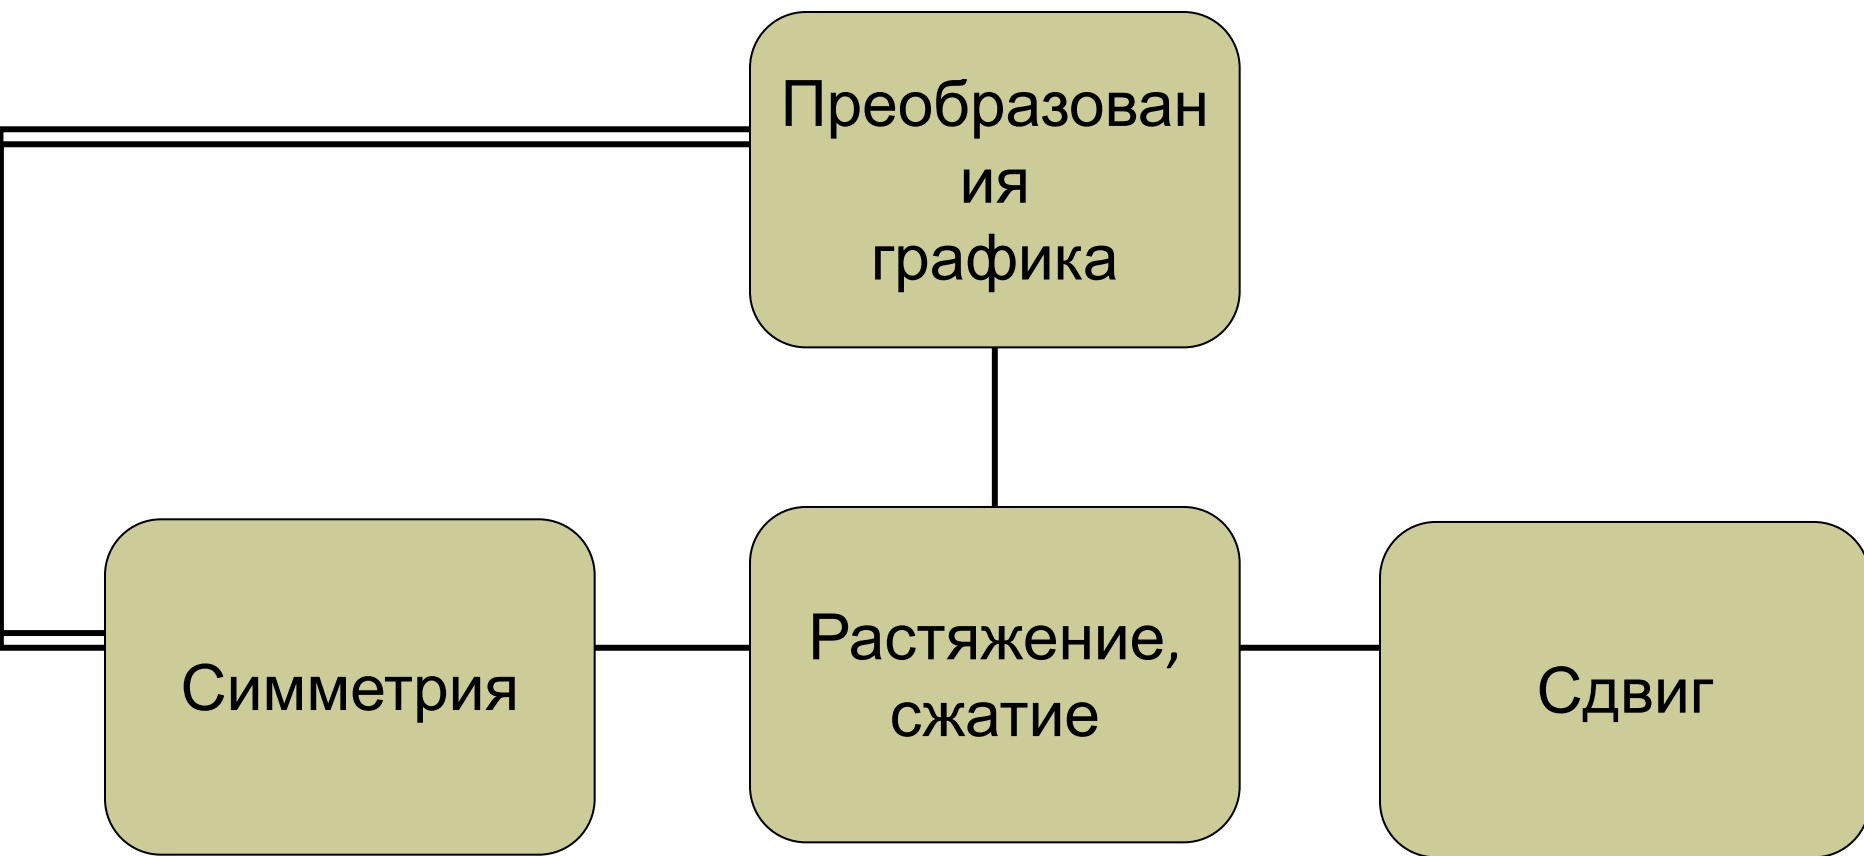 Преобразован
ия
графика
Симметрия
Растяжение,
сжатие
Сдвиг